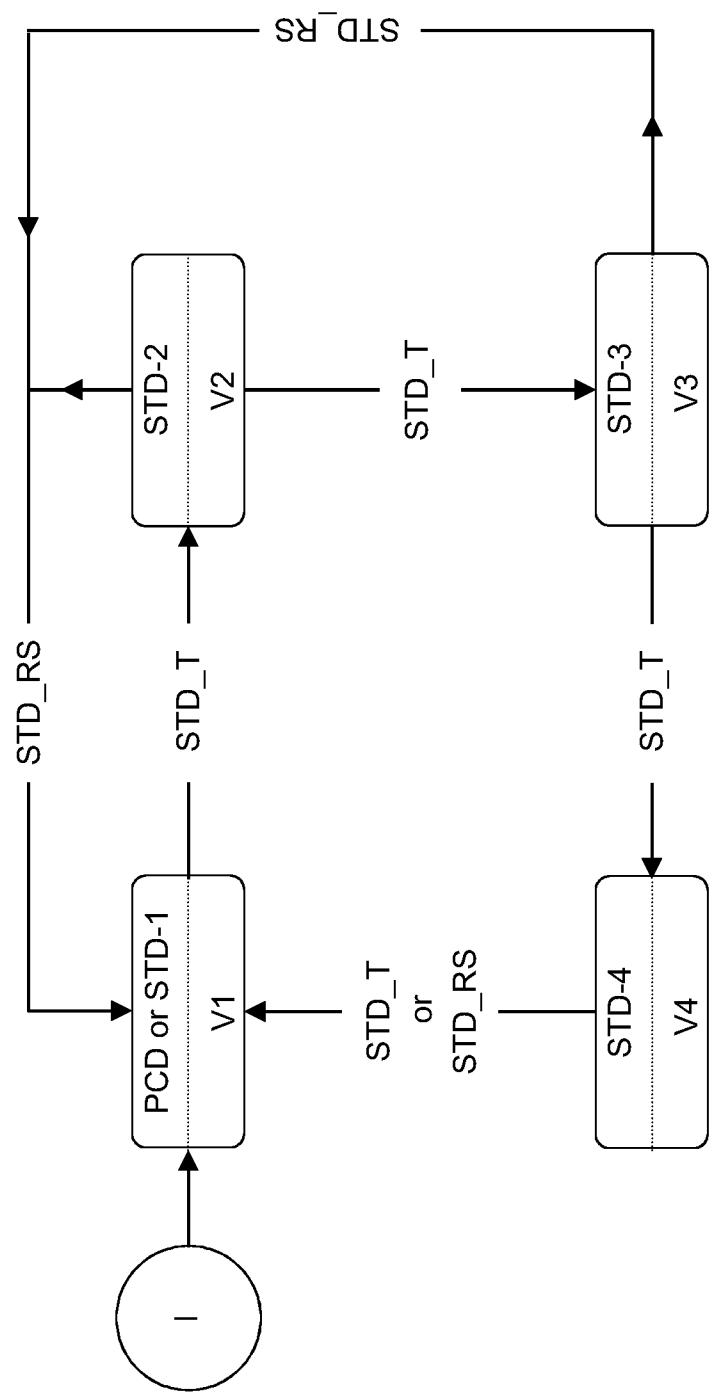 STD_RS
STD_RS
PCD or STD-1
V1
STD_T
STD-2
V2
I
STD_T
or
STD_RS
STD_T
STD-4
V4
STD_T
STD-3
V3